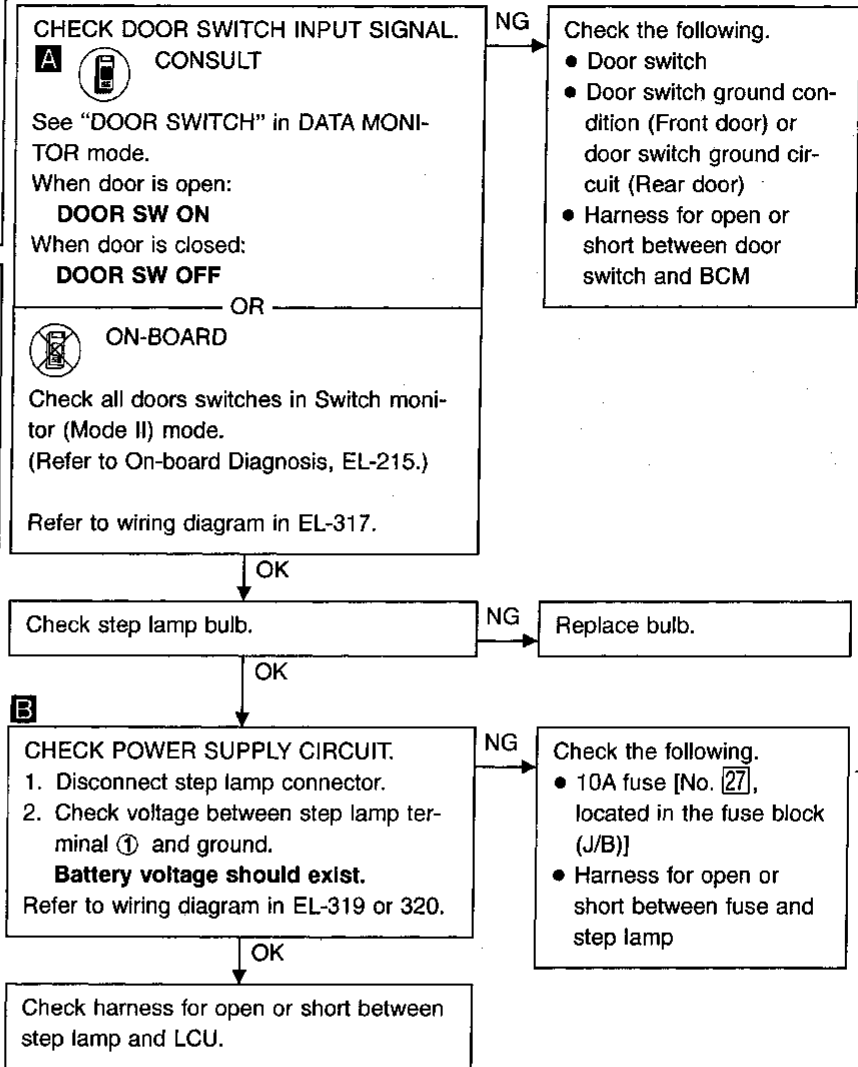 CHECK DOOR SWITCH INPUT SIGNAL.
A CONSULT
See “DOOR SWITCH” in DATA MONI-
TOR mode.
When door is open:
DOOR SW ON
When door is closed:
DOOR SW OFF
OR
ON-BOARD
Check all doors switches in Switch moni-
tor (Mode II) mode.
(Refer to On-board Diagnosis, EL-215.)
Refer to wiring diagram in EL-317.
NG
Check the following.
● Door switch
● Door switch ground con-
dition (Front door) or
door switch ground cir-
cuit (Rear door)
● Harness for open or
short between door
switch and BCM
OK
Check step lamp bulb.
NG
Replace bulb.
OK
B
CHECK POWER SUPPLY CIRCUIT.
1. Disconnect step lamp connector.
2. Check voltage between step lamp ter-
minal ① and ground.
Battery voltage should exist.
Refer to wiring diagram in EL-319 or 320.
NG
Check the following.
● 10A fuse [No. 27,
located in the fuse block
(J/B)]
● Harness for open or
short between fuse and
step lamp
OK
Check harness for open or short between
step lamp and LCU.